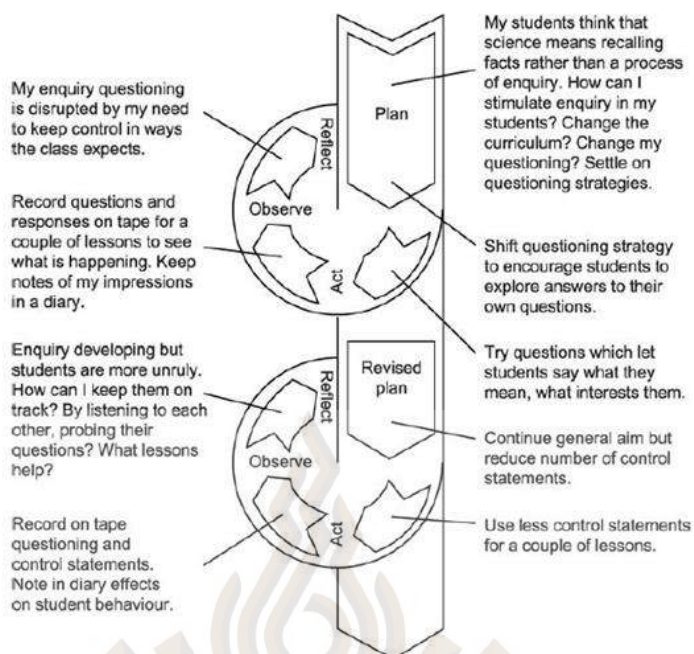 My students think that
science means recalling
facts rather than a process
of enquiry. How can I
stimulate enquiry in my
students? Change the
curriculum? Change my
questioning? Settle on
questioning strategies.
Plan
Shift questioning strategy
to encourage students to
explore answers to their
own questions.
Try questions which let
students say what they
mean, what interests them.
Act
Record questions and
responses on tape for a
couple of lessons to see
what is happening. Keep
notes of my impressions
in a diary.
Observe
My enquiry questioning
is disrupted by my need
to keep control in ways
the class expects.
Reflect
Revised
plan
Continue general aim but
reduce number of control
statements.
Use less control statements
for a couple of lessons.
Act
Record on tape
questioning and
control statements.
Note in diary effects
on student behaviour.
Observe
Enquiry developing but
students are more unruly.
How can I keep them on
track? By listening to each
other, probing their
questions? What lessons
help?
Reflect